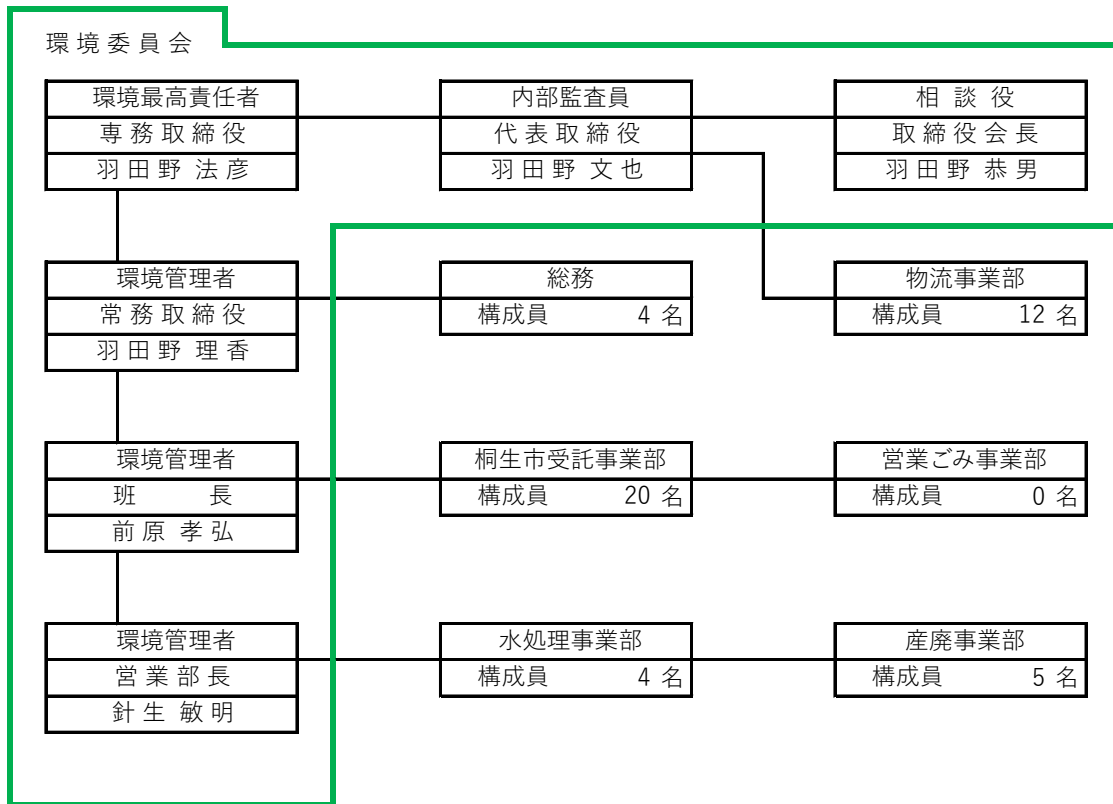 環境委員会
環境最高責任者 内部監査員 相談役
専務取締役 代表取締役 取締役会長
羽田野 法彦 羽田野 文也 羽田野 恭男
環境管理者 総務 物流事業部
常務取締役 構成員 4 名 構成員 12 名
羽田野 理香
環境管理者 桐生市受託事業部 営業ごみ事業部
班 長 構成員 20 名 構成員 0 名
前原 孝弘
環境管理者 水処理事業部 産廃事業部
営業部長 構成員 4 名 構成員 5 名
針生 敏明